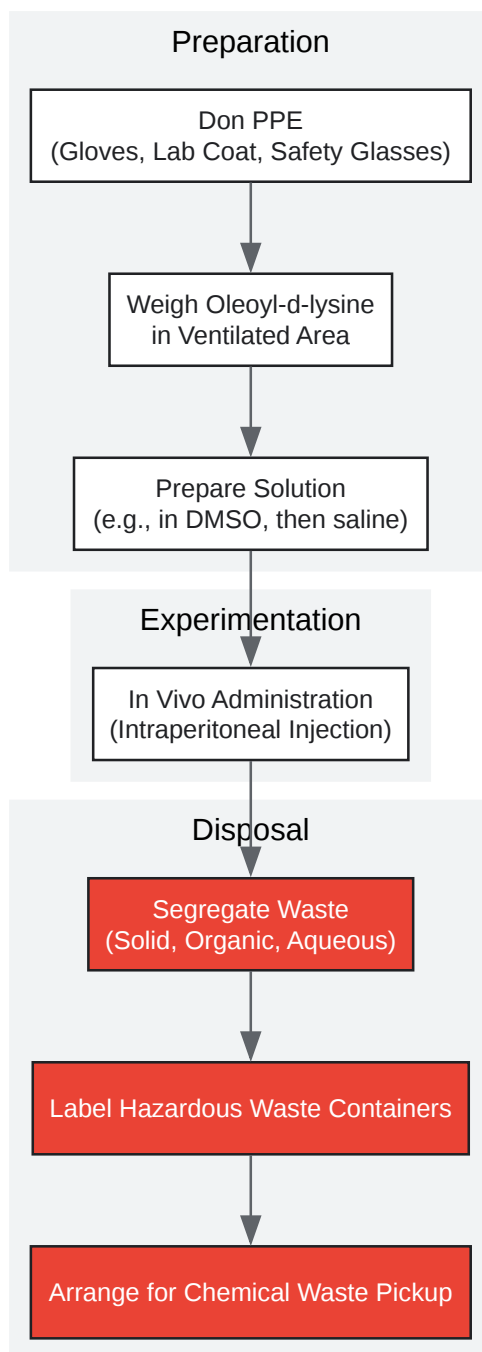 Preparation
Don PPE
(Gloves, Lab Coat, Safety Glasses)
Weigh Oleoyl-d-lysine
in Ventilated Area
Prepare Solution
(e.g., in DMSO, then saline)
Experimentation
In Vivo Administration
(Intraperitoneal Injection)
Disposal
Segregate Waste
(Solid, Organic, Aqueous)
Label Hazardous Waste Containers
Arrange for Chemical Waste Pickup